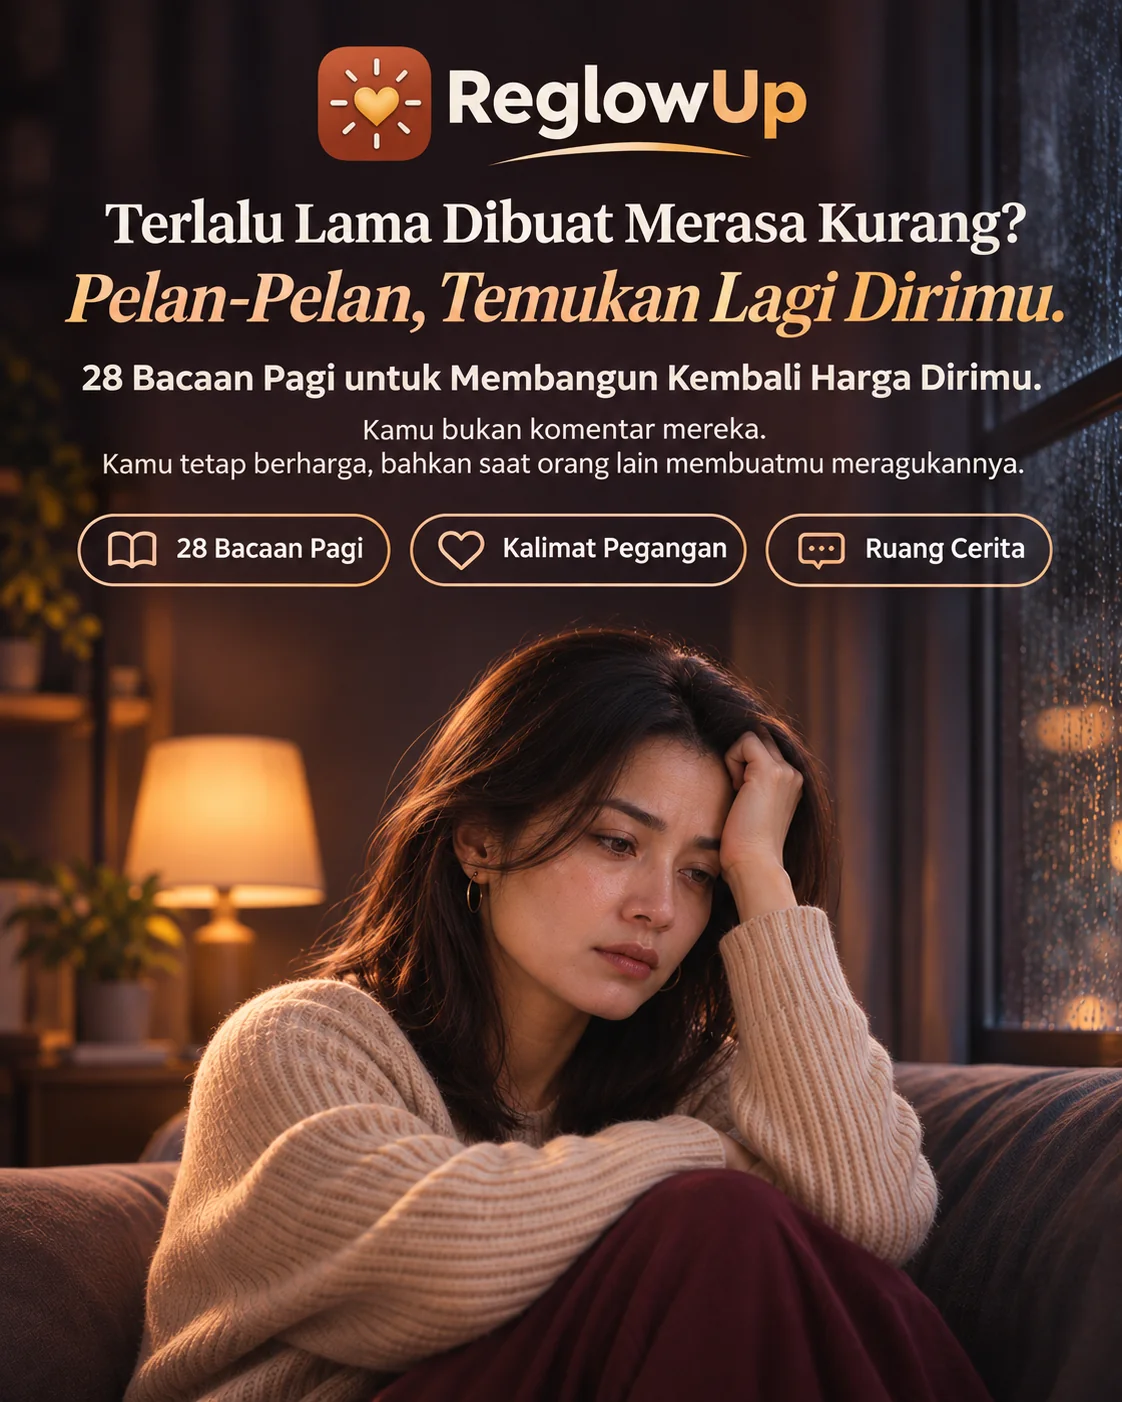 ReglowUp
Terlalu Lama Dibuat Merasa Kurang?
Pelan-Pelan, Temukan Lagi Dirimu.
28 Bacaan Pagi untuk Membangun Kembali Harga Dirimu.
Kamu bukan komentar mereka.
Kamu tetap berharga, bahkan saat orang lain membuatmu meragukannya.
28 Bacaan Pagi
Kalimat Pegangan
Ruang Cerita